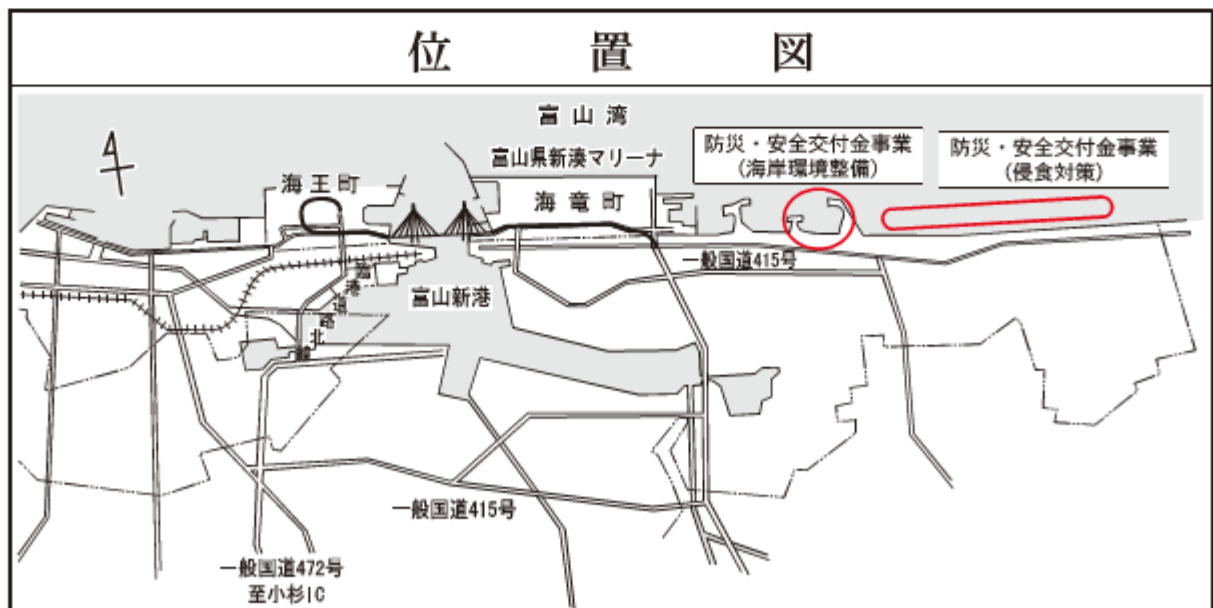 位置図
富山湾
富山県新湊マリーナ
防災・安全交付金事業
(海岸環境整備)
防災・安全交付金事業
(侵食対策)
海王町
海竜町
一般国道415号
臨港道路北線
富山新港
一般国道415号
一般国道472号
至小杉IC